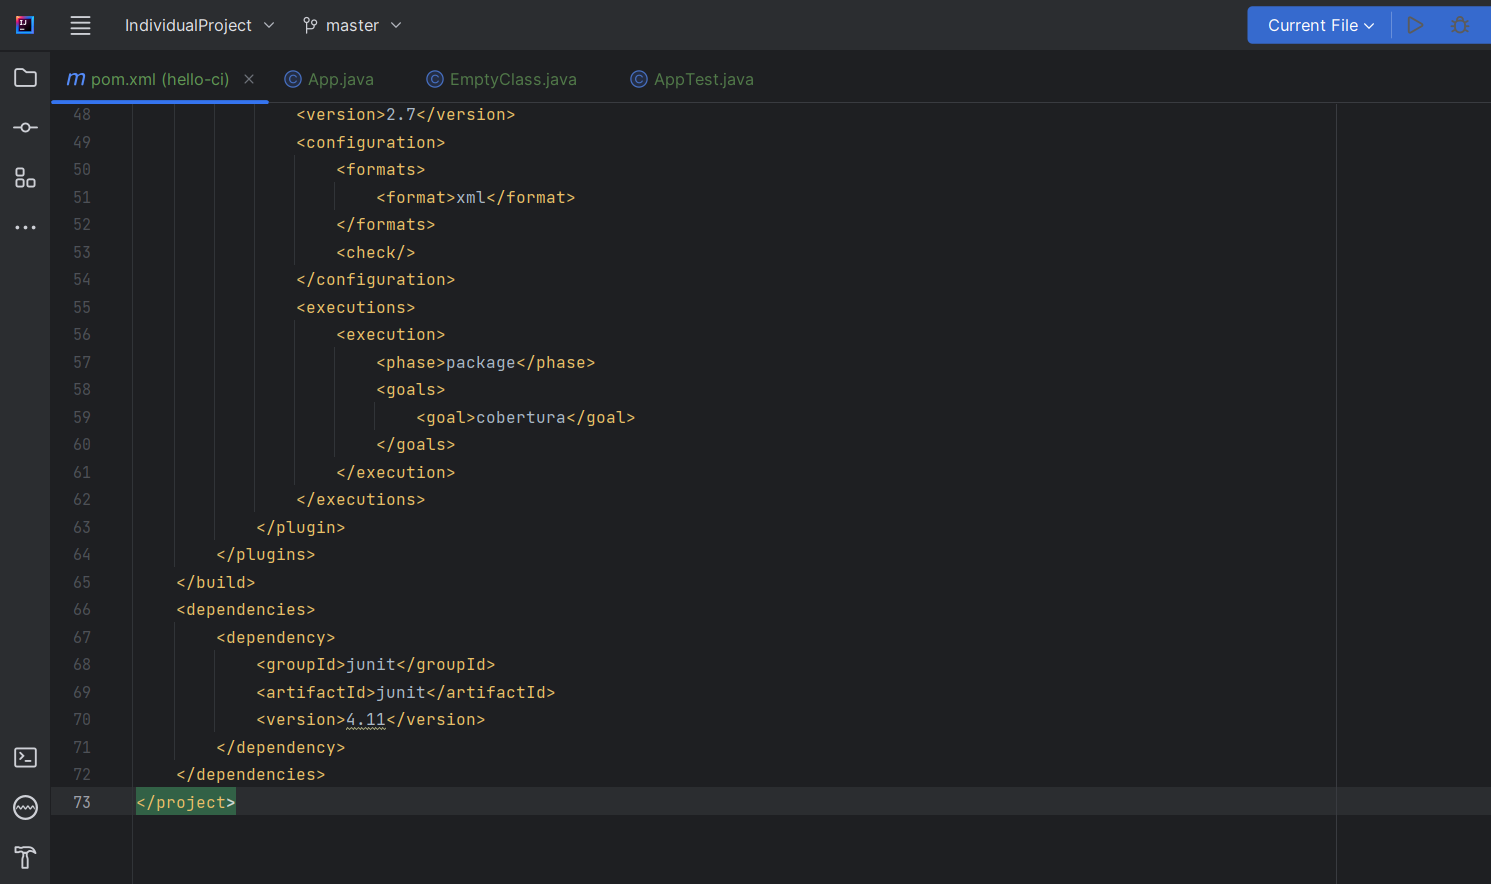 IndividualProject master Current File
pom.xml (hello-ci) App.java EmptyClass.java AppTest.java
48 <version>2.7</version>
49 <configuration>
50 <formats>
51 <format>xml</format>
52 </formats>
53 <check/>
54 </configuration>
55 <executions>
56 <execution>
57 <phase>package</phase>
58 <goals>
59 <goal>cobertura</goal>
60 </goals>
61 </execution>
62 </executions>
63 </plugin>
64 </plugins>
65 </build>
66 <dependencies>
67 <dependency>
68 <groupId>junit</groupId>
69 <artifactId>junit</artifactId>
70 <version>4.11</version>
71 </dependency>
72 </dependencies>
73 </project>